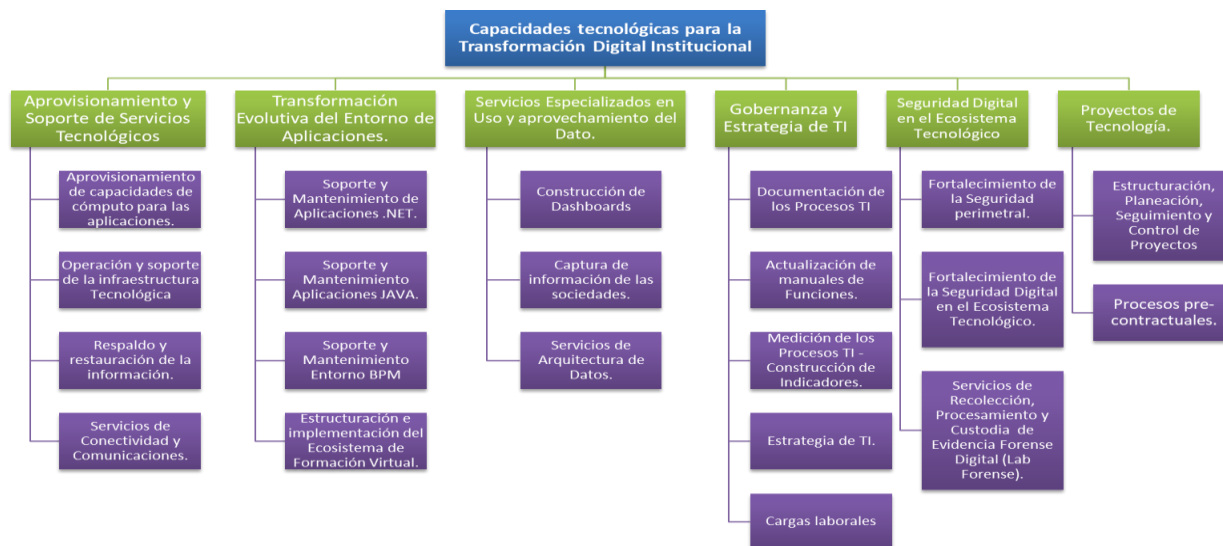 Capacidades tecnológicas para la
Transformación Digital Institucional
Aprovisionamiento y
Soporte de Servicios
Tecnológicos
Aprovisionamiento
de capacidades de
cómputo para las
aplicaciones.
Operación y soporte
de la infraestructura
Tecnológica
Respaldo y
restauración de la
información.
Servicios de
Conectividad y
Comunicaciones.
Transformación
Evolutiva del Entorno de
Aplicaciones.
Soporte y
Mantenimiento de
Aplicaciones .NET.
Soporte y
Mantenimiento
Aplicaciones JAVA.
Soporte y
Mantenimiento
Entorno BPM
Estructuración e
implementación del
Ecosistema de
Formación Virtual.
Servicios Especializados en
Uso y aprovechamiento del
Dato.
Construcción de
Dashboards
Captura de
información de las
sociedades.
Servicios de
Arquitectura de
Datos.
Gobernanza y
Estrategia de TI
Documentación de
los Procesos TI
Actualización de
manuales de
Funciones.
Medición de los
Procesos TI -
Construcción de
Indicadores.
Estrategia de TI.
Cargas laborales
Seguridad Digital
en el Ecosistema
Tecnológico
Fortalecimiento de
la Seguridad
perimetral.
Fortalecimiento de
la Seguridad Digital
en el Ecosistema
Tecnológico.
Servicios de
Recolección,
Procesamiento y
Custodia de
Evidencia Forense
Digital (Lab
Forense).
Proyectos de
Tecnología.
Estructuración,
Planeación,
Seguimiento y
Control de
Proyectos
Procesos pre-
contractuales.